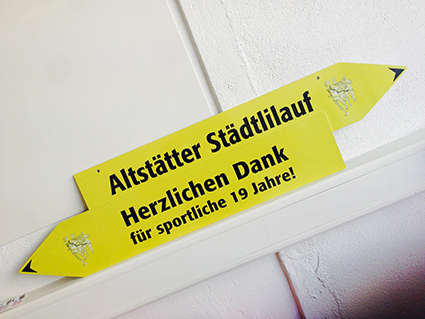 Altstätter Städtlilauf
Herzlichen Dank
für sportliche 19 Jahre!